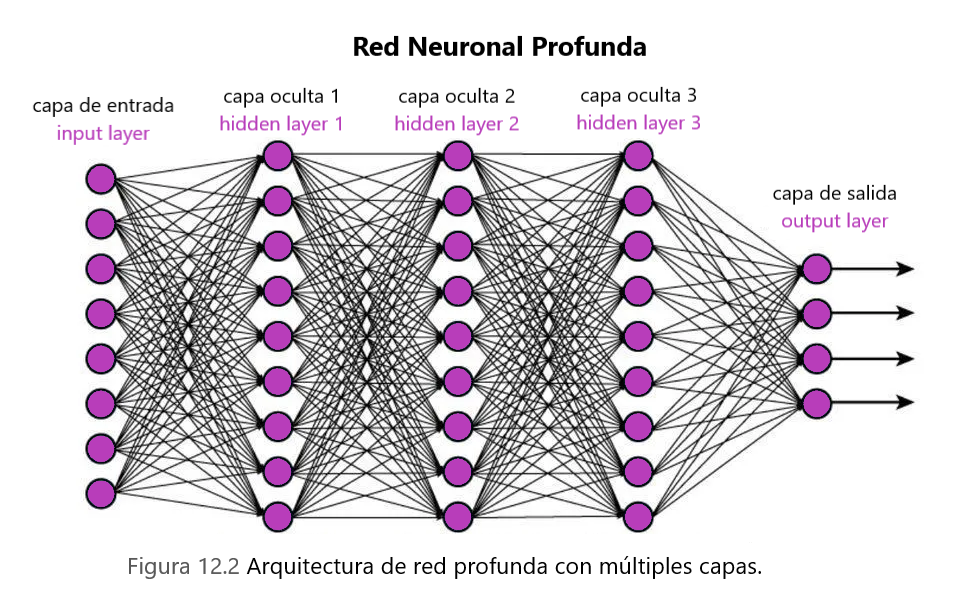 Red Neuronal Profunda
capa de entrada
input layer
capa oculta 1
hidden layer 1
capa oculta 2
hidden layer 2
capa oculta 3
hidden layer 3
capa de salida
output layer
Figura 12.2 Arquitectura de red profunda con múltiples capas.